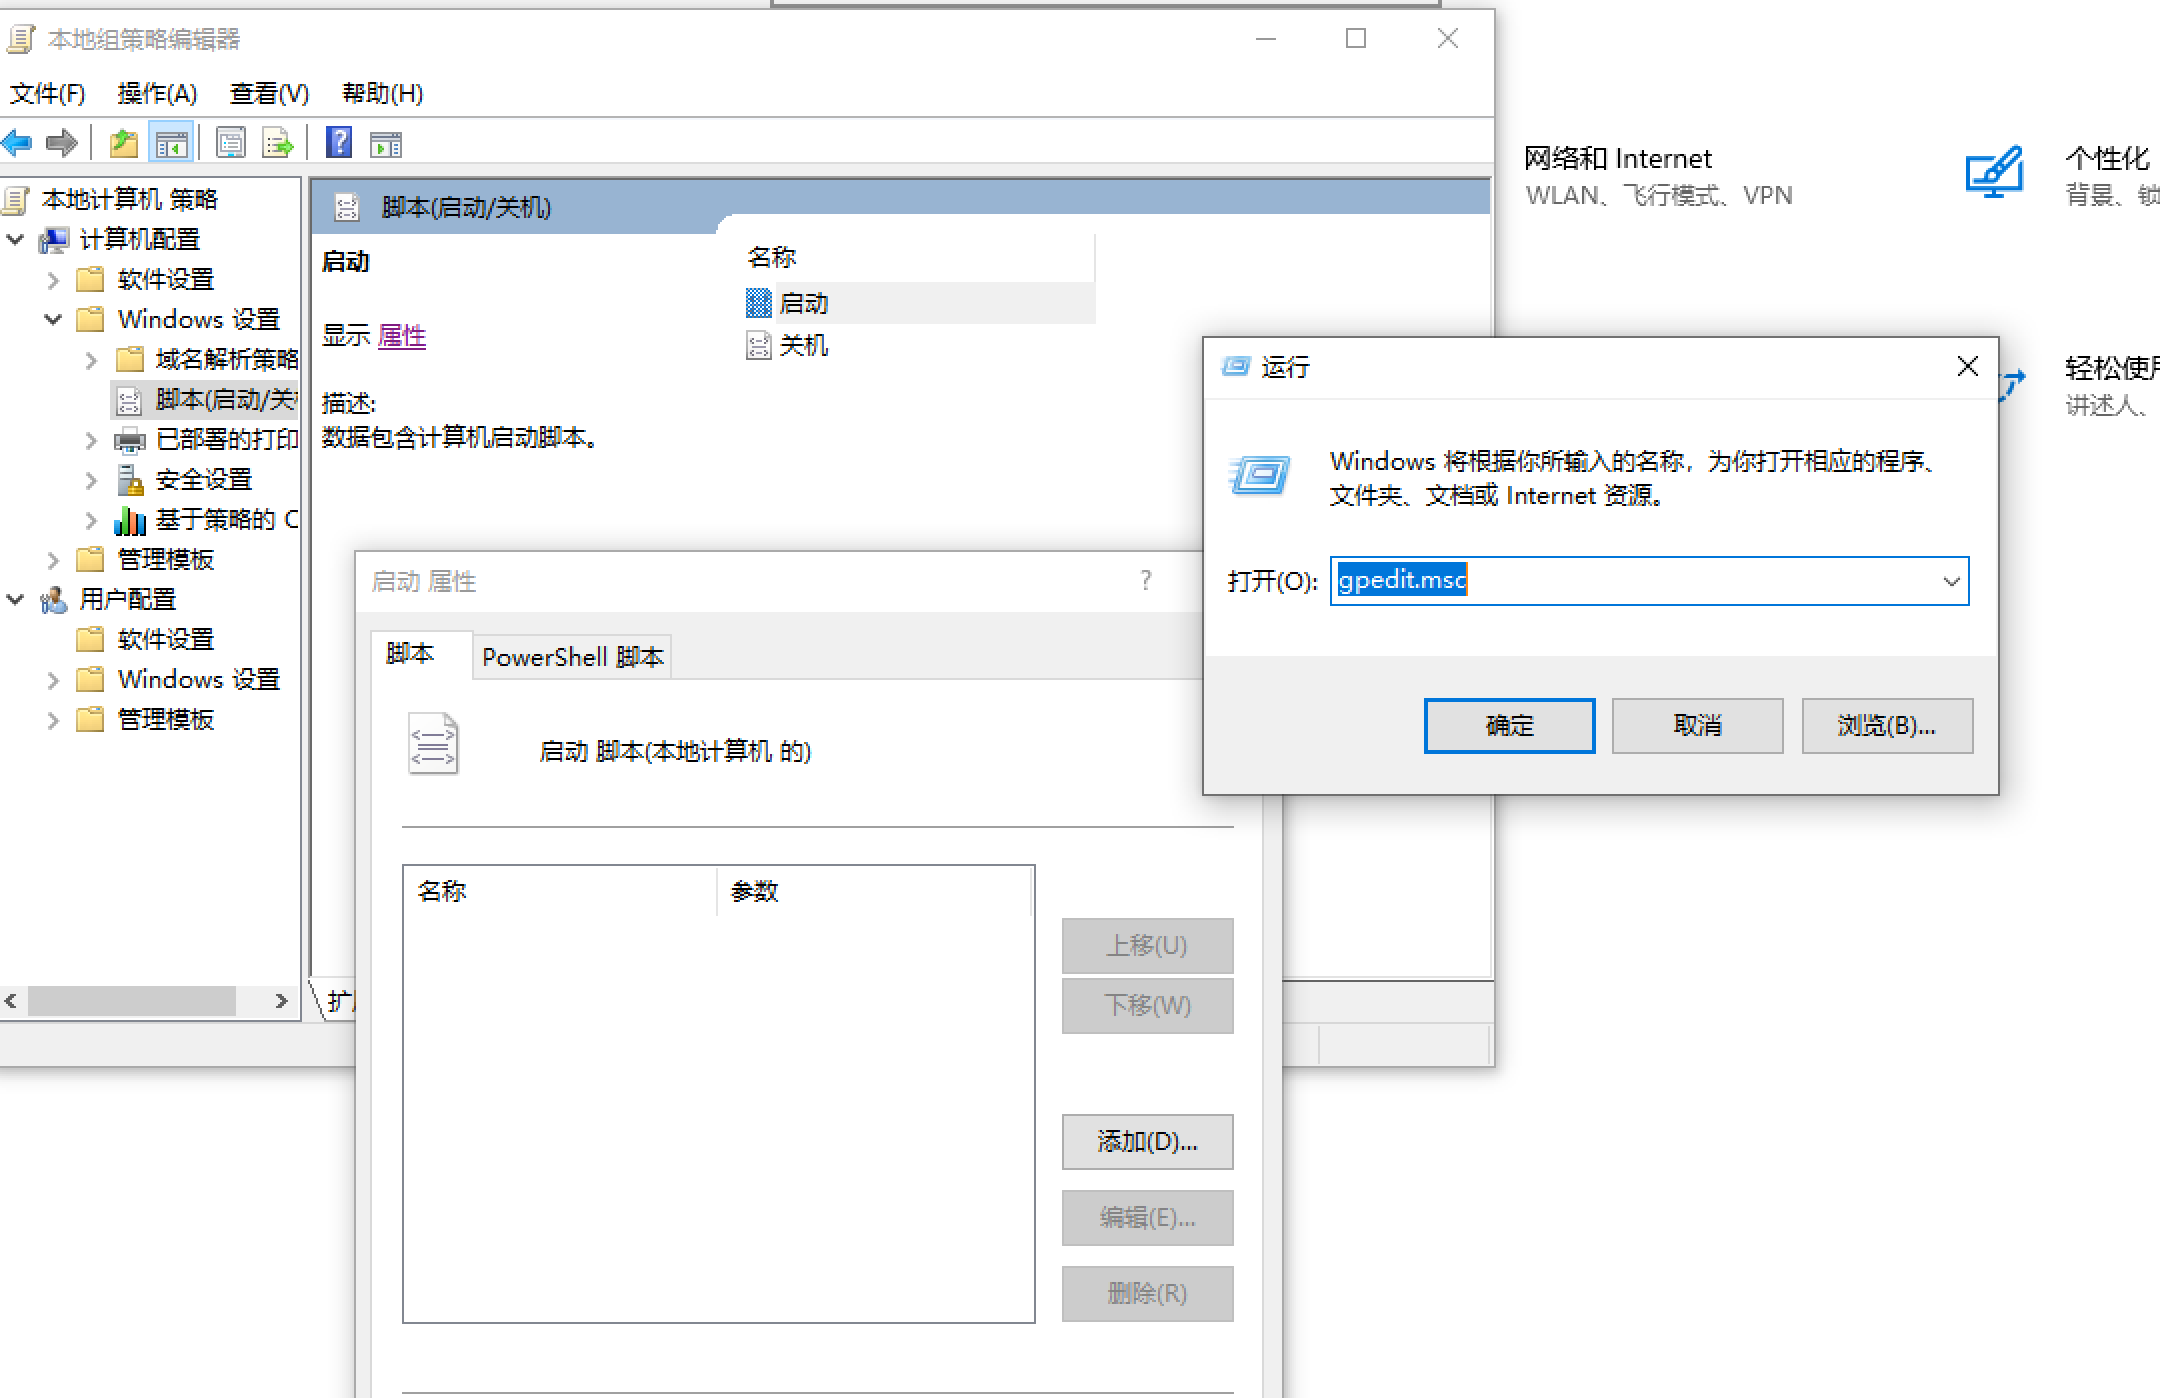 本地组策略编辑器
文件(F) 操作(A) 查看(V) 帮助(H)
本地计算机 策略
计算机配置
软件设置
Windows 设置
域名解析策略
脚本(启动/关
已部署的打印
安全设置
基于策略的
管理模板
用户配置
软件设置
Windows 设置
管理模板
脚本(启动/关机)
启动
显示 属性
描述:
数据包含计算机启动脚本。
名称
启动
关机
启动 属性
脚本
PowerShell 脚本
启动 脚本(本地计算机 的)
名称 参数
上移(U)
下移(W)
添加(D)...
编辑(E)...
删除(R)
运行
Windows 将根据你所输入的名称，为你打开相应的程序、
文件夹、文档或 Internet 资源。
打开(O): gpedit.msc
确定 取消 浏览(B)...
网络和 Internet
WLAN、飞行模式、VPN
个性化
背景、锁
轻松使用
讲述人、